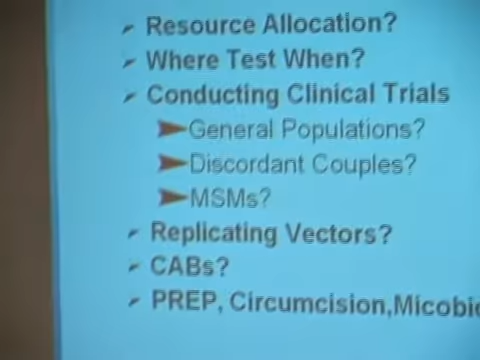 Resource Allocation?
Where Test When?
Conducting Clinical Trials
General Populations?
Discordant Couples?
MSMs?
Replicating Vectors?
CABs?
PREP, Circumcision,Micobic